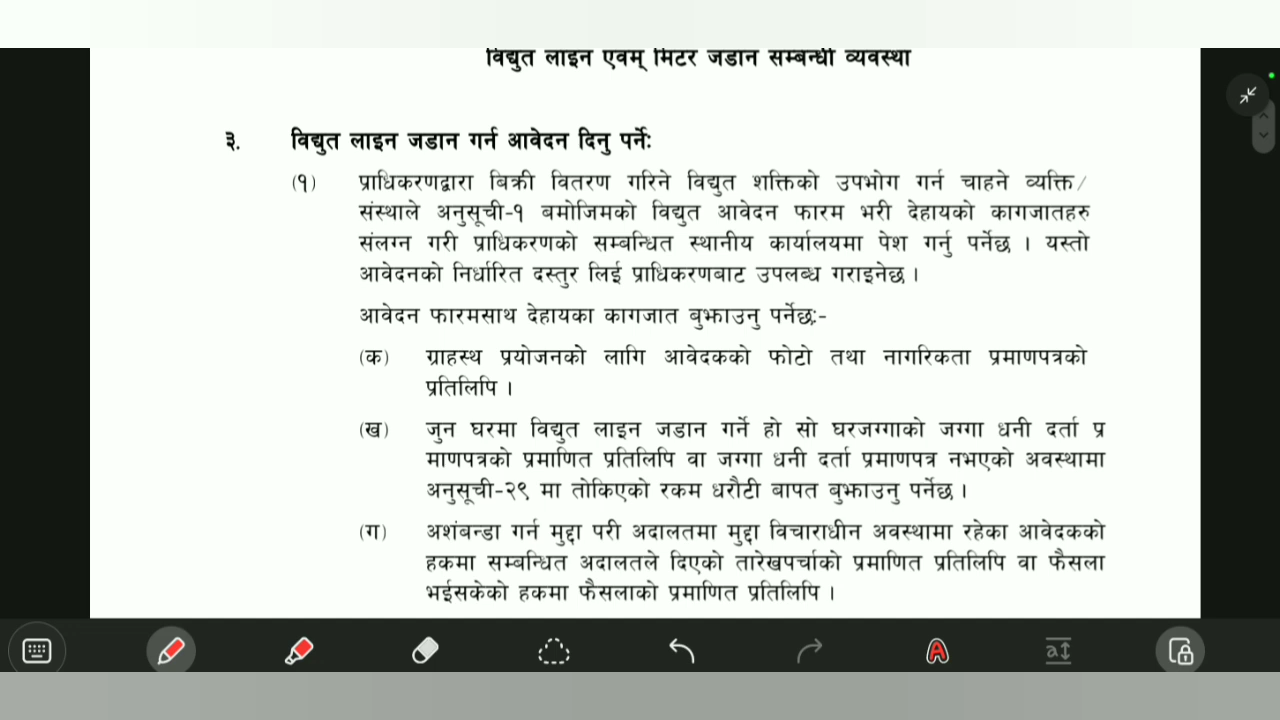 विद्युत लाइन एवम् मिटर जडान सम्बन्धी व्यवस्था
३. विद्युत लाइन जडान गर्न आवेदन दिनु पर्नेः
(१) प्राधिकरणद्वारा बिक्री वितरण गरिने विद्युत शक्तिको उपभोग गर्न चाहने व्यक्ति/
संस्थाले अनुसूची-१ बमोजिमको विद्युत आवेदन फारम भरी देहायको कागजातहरु
संलग्न गरी प्राधिकरणको सम्बन्धित स्थानीय कार्यालयमा पेश गर्नु पर्नेछ । यस्तो
आवेदनको निर्धारित दस्तुर लिई प्राधिकरणबाट उपलब्ध गराइनेछ ।
आवेदन फारमसाथ देहायका कागजात बुझाउनु पर्नेछः-
(क) ग्राहस्थ प्रयोजनको लागि आवेदकको फोटो तथा नागरिकता प्रमाणपत्रको
प्रतिलिपि ।
(ख) जुन घरमा विद्युत लाइन जडान गर्ने हो सो घरजग्गाको जग्गा धनी दर्ता प्र
माणपत्रको प्रमाणित प्रतिलिपि वा जग्गा धनी दर्ता प्रमाणपत्र नभएको अवस्थामा
अनुसूची-२९ मा तोकिएको रकम धरौटी बापत बुझाउनु पर्नेछ ।
(ग) अशंबन्डा गर्न मुद्दा परी अदालतमा मुद्दा विचाराधीन अवस्थामा रहेका आवेदकको
हकमा सम्बन्धित अदालतले दिएको तारेखपर्चाको प्रमाणित प्रतिलिपि वा फैसला
भईसकेको हकमा फैसलाको प्रमाणित प्रतिलिपि ।